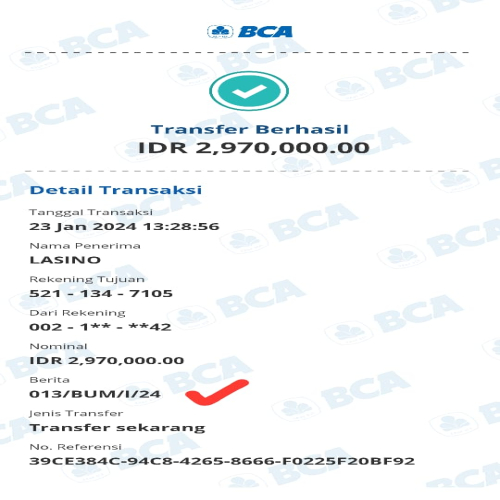 BCA
Transfer Berhasil
IDR 2,970,000.00
Detail Transaksi
Tanggal Transaksi
23 Jan 2024 13:28:56
Nama Penerima
LASINO
Rekening Tujuan
521 - 134 - 7105
Dari Rekening
002 - 1** - **42
Nominal
IDR 2,970,000.00
Berita
013/BUM/I/24
Jenis Transfer
Transfer sekarang
No. Referensi
39CE384C-94C8-4265-8666-F0225F20BF92